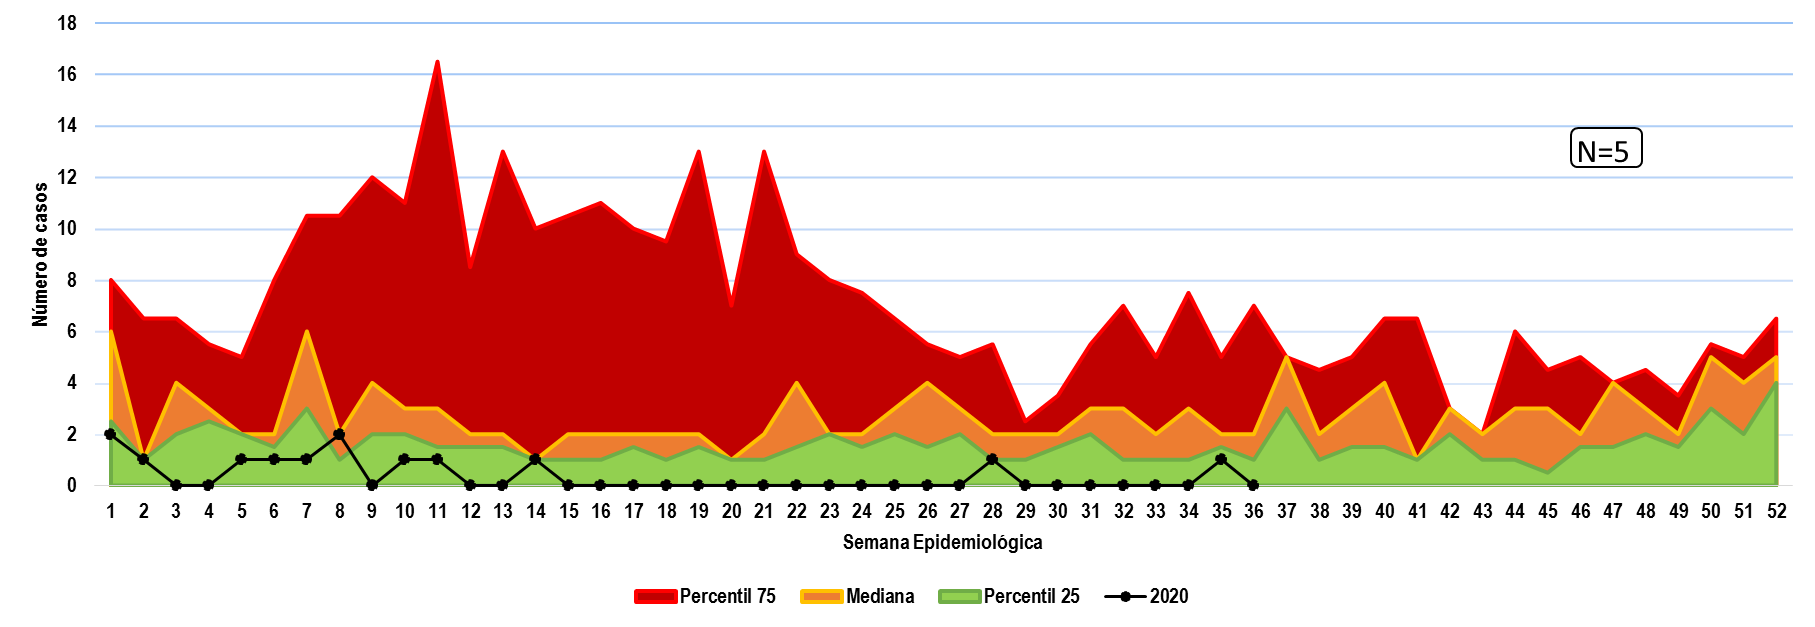 18
16
14
12
10
8
6
4
2
0
Número de casos
N=5
1 2 3 4 5 6 7 8 9 10 11 12 13 14 15 16 17 18 19 20 21 22 23 24 25 26 27 28 29 30 31 32 33 34 35 36 37 38 39 40 41 42 43 44 45 46 47 48 49 50 51 52
Semana Epidemiológica
Percentil 75 Mediana Percentil 25 2020